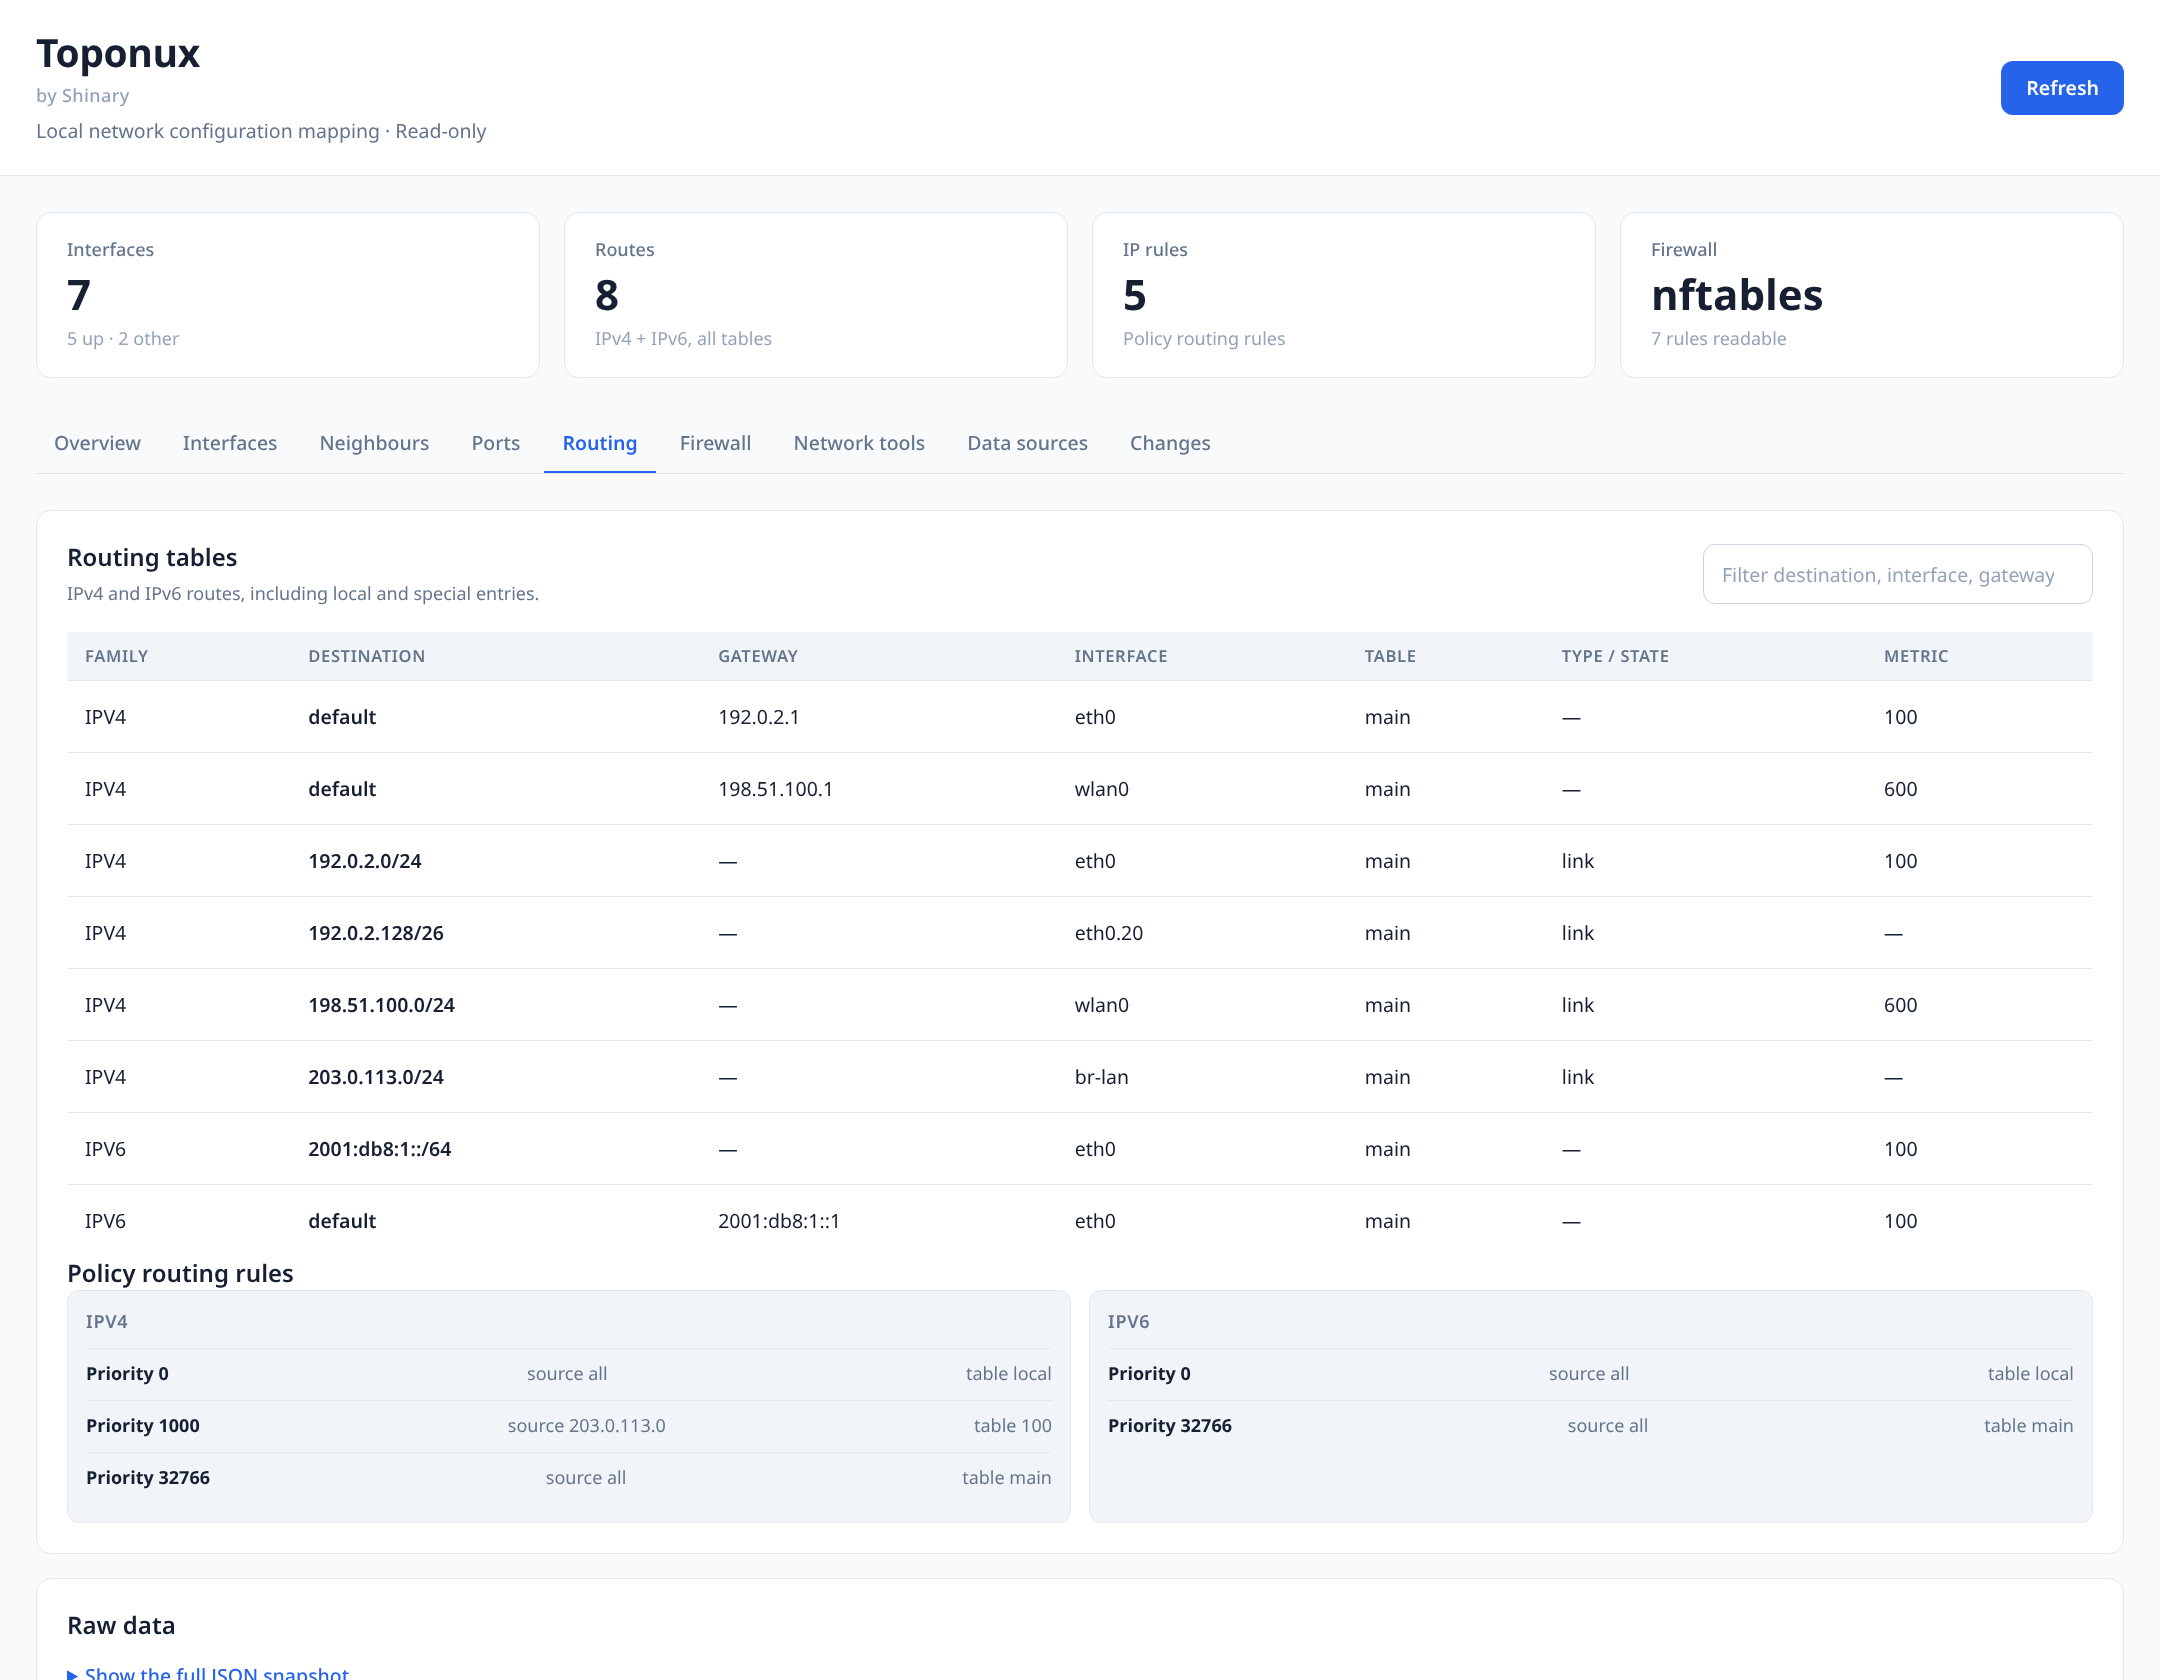 Toponux
by Shinary
Local network configuration mapping · Read-only
Refresh
Interfaces
7
5 up · 2 other
Routes
8
IPv4 + IPv6, all tables
IP rules
5
Policy routing rules
Firewall
nftables
7 rules readable
Overview Interfaces Neighbours Ports Routing Firewall Network tools Data sources Changes
Routing tables
IPv4 and IPv6 routes, including local and special entries.
Filter destination, interface, gateway
FAMILY DESTINATION GATEWAY INTERFACE TABLE TYPE / STATE METRIC
IPV4 default 192.0.2.1 eth0 main — 100
IPV4 default 198.51.100.1 wlan0 main — 600
IPV4 192.0.2.0/24 — eth0 main link 100
IPV4 192.0.2.128/26 — eth0.20 main link —
IPV4 198.51.100.0/24 — wlan0 main link 600
IPV4 203.0.113.0/24 — br-lan main link —
IPV6 2001:db8:1::/64 — eth0 main — 100
IPV6 default 2001:db8:1::1 eth0 main — 100
Policy routing rules
IPV4
Priority 0 source all table local
Priority 1000 source 203.0.113.0 table 100
Priority 32766 source all table main
IPV6
Priority 0 source all table local
Priority 32766 source all table main
Raw data
▶ Show the full JSON snapshot